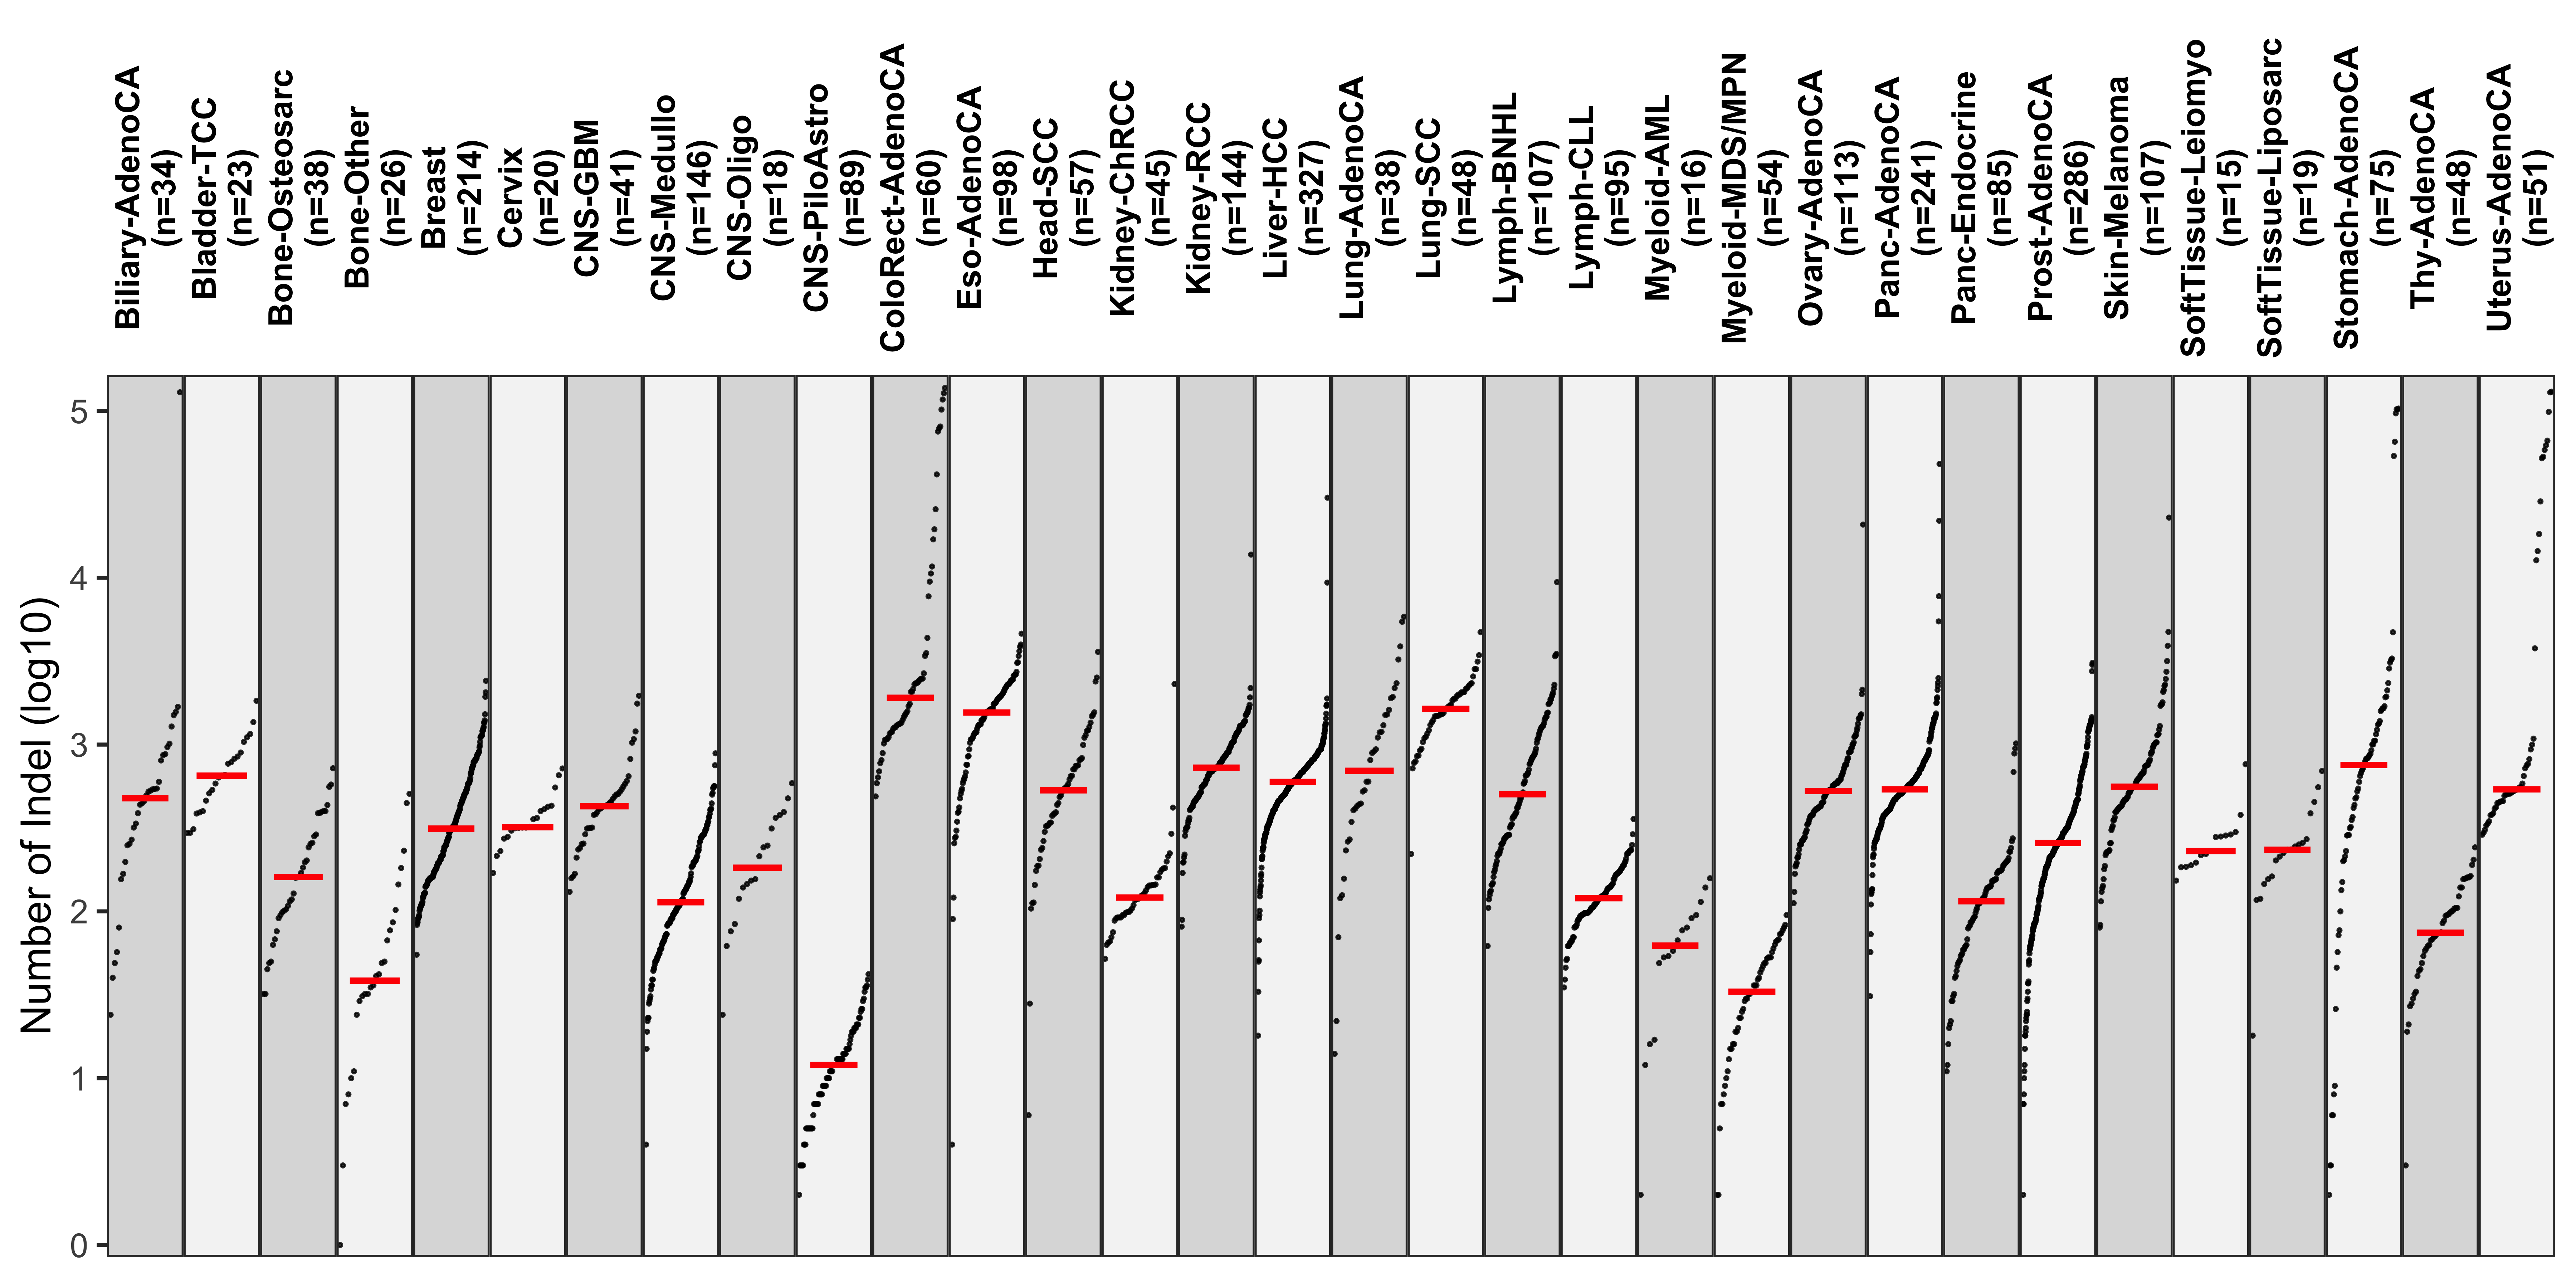 Biliary-AdenoCA
(n=34)
Bladder-TCC
(n=23)
Bone-Osteosarc
(n=38)
Bone-Other
(n=26)
Breast
(n=214)
Cervix
(n=20)
CNS-GBM
(n=41)
CNS-Medullo
(n=146)
CNS-Oligo
(n=18)
CNS-PiloAstro
(n=89)
ColoRect-AdenoCA
(n=60)
Eso-AdenoCA
(n=98)
Head-SCC
(n=57)
Kidney-ChRCC
(n=45)
Kidney-RCC
(n=144)
Liver-HCC
(n=327)
Lung-AdenoCA
(n=38)
Lung-SCC
(n=48)
Lymph-BNHL
(n=107)
Lymph-CLL
(n=95)
Myeloid-AML
(n=16)
Myeloid-MDS/MPN
(n=54)
Ovary-AdenoCA
(n=113)
Panc-AdenoCA
(n=241)
Panc-Endocrine
(n=85)
Prost-AdenoCA
(n=286)
Skin-Melanoma
(n=107)
SoftTissue-Leiomyo
(n=15)
SoftTissue-Liposarc
(n=19)
Stomach-AdenoCA
(n=75)
Thy-AdenoCA
(n=48)
Uterus-AdenoCA
(n=51)
Number of Indel (log10)
5
4
3
2
1
0